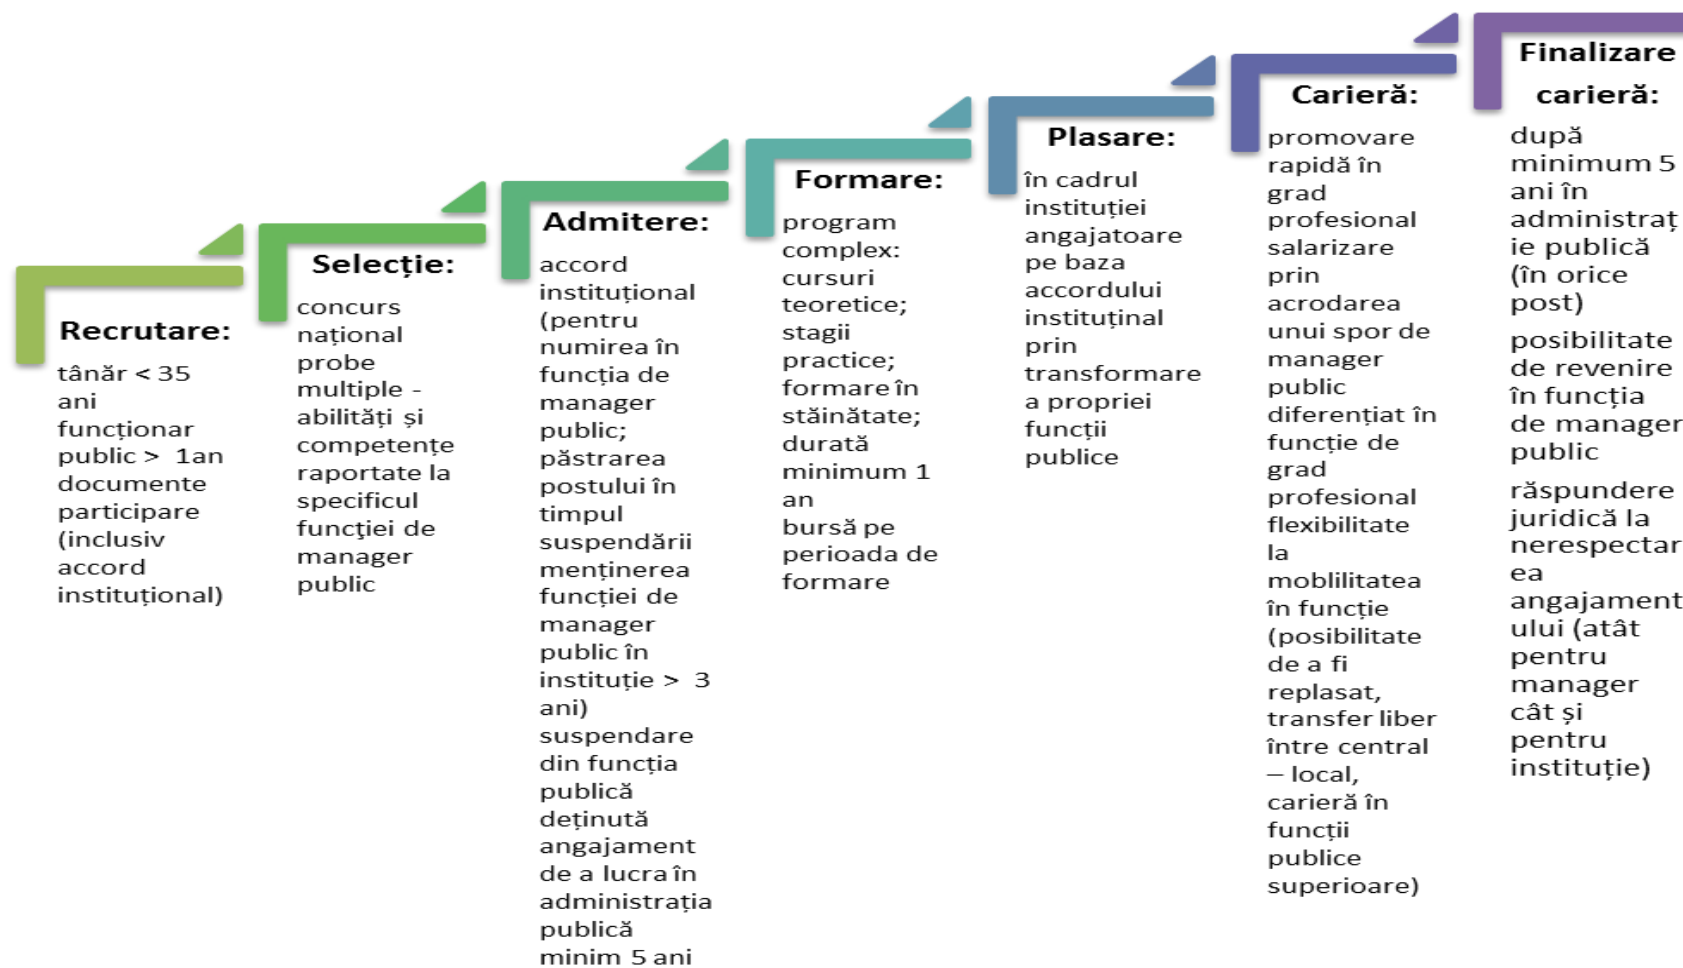 Recrutare:
tânăr < 35
ani
funcționar
public > 1an
documente
participare
(inclusiv
accord
instituțional)
Selecție:
concurs
național
probe
multiple -
abilități și
competențe
raportate la
specificul
funcției de
manager
public
Admitere:
accord
instituțional
(pentru
numirea în
funcția de
manager
public;
păstrarea
postului în
timpul
suspendării
menținerea
funcției de
manager
public în
instituție > 3
ani)
suspendare
din funcția
publică
deținută
angajament
de a lucra în
administrația
publică
minim 5 ani
Formare:
program
complex:
cursuri
teoretice;
stagii
practice;
formare în
stăinătate;
durată
minimum 1
an
bursă pe
perioada de
formare
Plasare:
în cadrul
instituției
angajatoare
pe baza
accordului
instituținal
prin
transformare
a propriei
funcții
publice
Carieră:
promovare
rapidă în
grad
profesional
salarizare
prin
acrodarea
unui spor de
manager
public
diferențiat în
funcție de
grad
profesional
flexibilitate
la
moblilitatea
în funcție
(posibilitate
de a fi
replasat,
transfer liber
între central
– local,
carieră în
funcții
publice
superioare)
Finalizare
carieră:
după
minimum 5
ani în
administraț
ie publică
(în orice
post)
posibilitate
de revenire
în funcția
de manager
public
răspundere
juridică la
nerespectar
ea
angajament
ului (atât
pentru
manager
cât și
pentru
instituție)